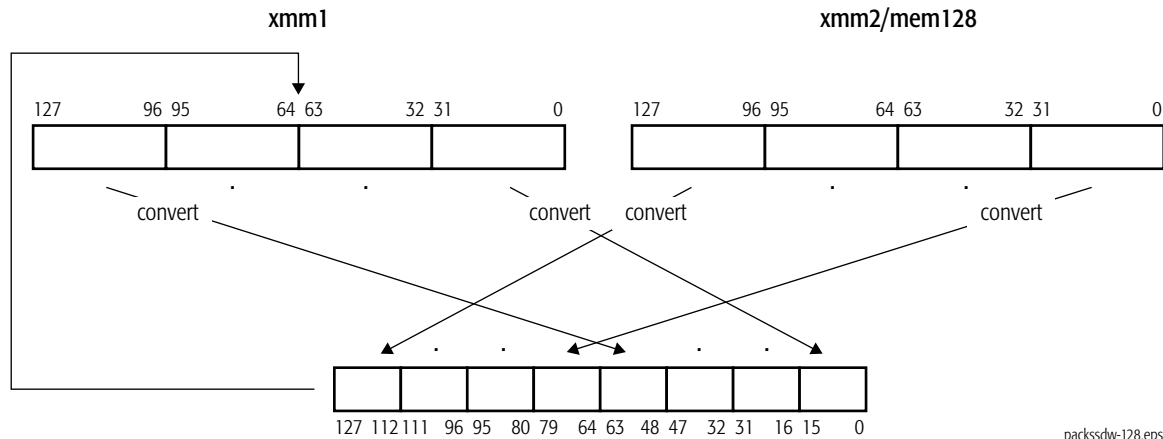 xmm1 xmm2/mem128
127 96 95 64 63 32 31 0 127 96 95 64 63 32 31 0
convert convert convert convert
127 112 111 96 95 80 79 64 63 48 47 32 31 16 15 0
packssdw-128.eps